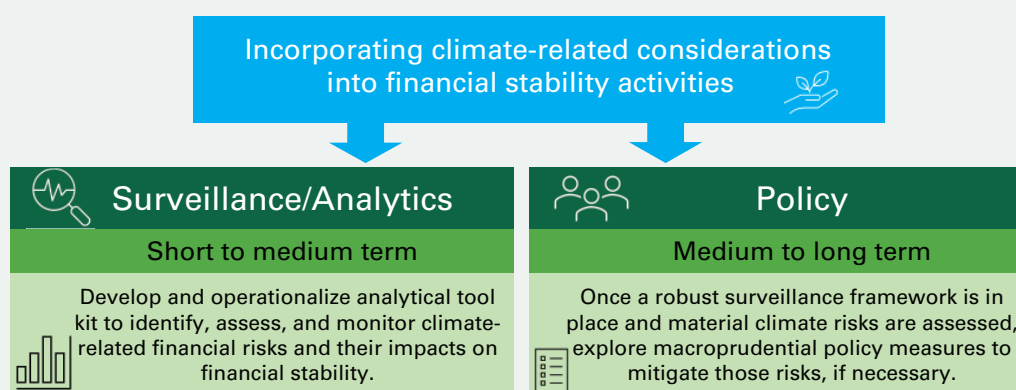 Incorporating climate-related considerations
into financial stability activities
Surveillance/Analytics
Short to medium term
Develop and operationalize analytical tool
kit to identify, assess, and monitor climate-
related financial risks and their impacts on
financial stability.
Policy
Medium to long term
Once a robust surveillance framework is in
place and material climate risks are assessed,
explore macroprudential policy measures to
mitigate those risks, if necessary.